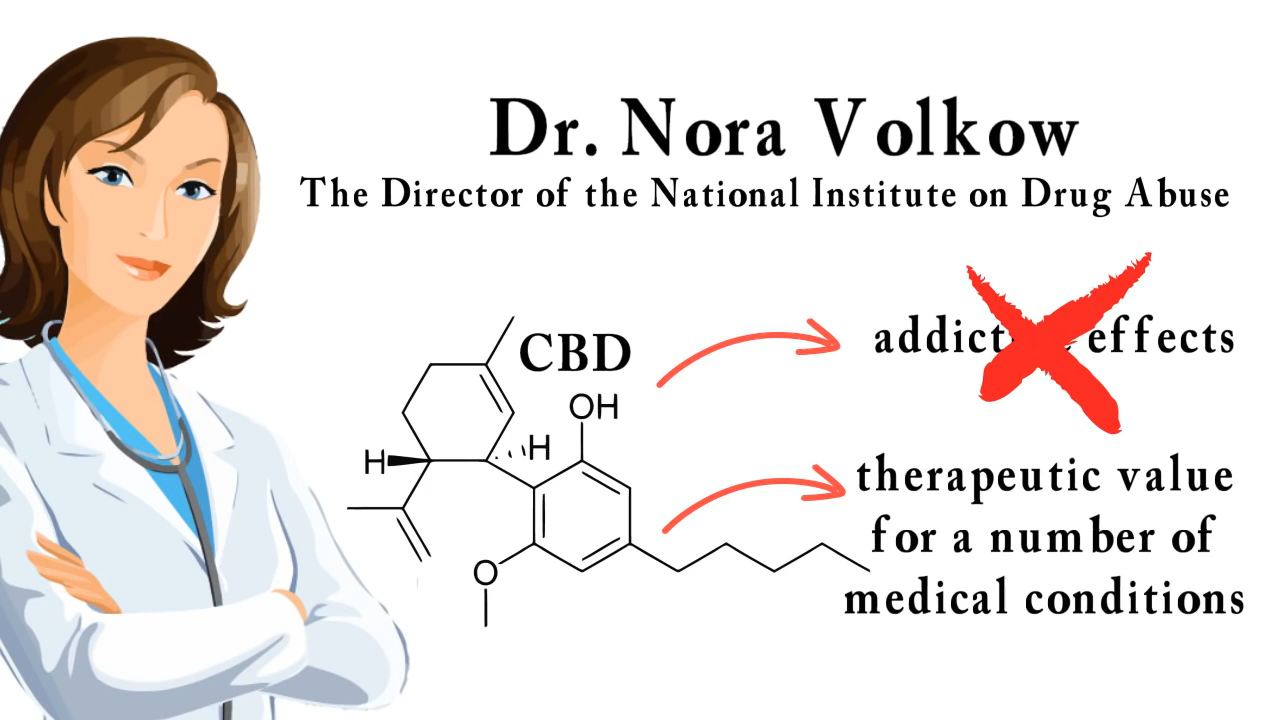 Dr. Nora Volkow
The Director of the National Institute on Drug Abuse
CBD
addict effects
OH
H
H
therapeutic value
for a number of
medical conditions
O